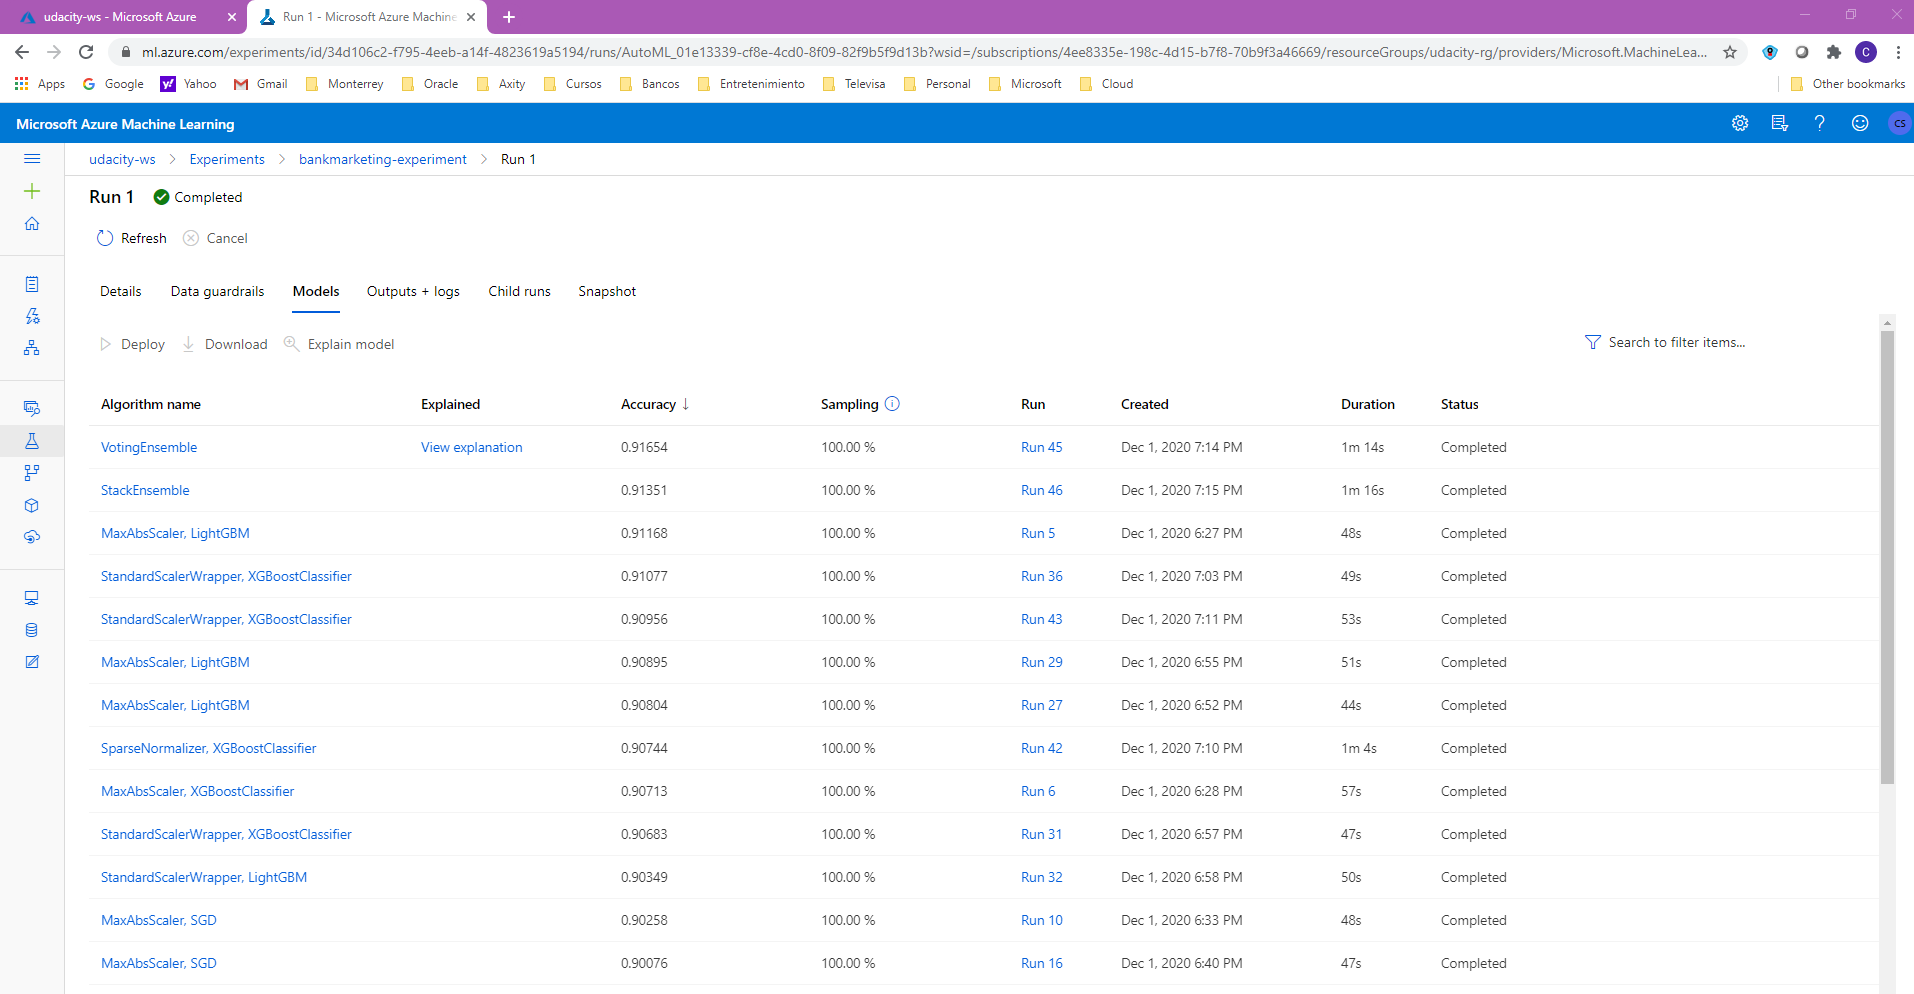 udacity-ws - Microsoft Azure
Run 1 - Microsoft Azure Machine
ml.azure.com/experiments/id/34d106c2-f795-4eeb-a14f-4823619a5194/runs/AutoML_01e13339-cf8e-4cd0-8f09-82f9b5f9d13b?wsid=/subscriptions/4ee8335e-198c-4d15-b7f8-70b9f3a46669/resourceGroups/udacity-rg/providers/Microsoft.MachineLea...
C
Apps Google Yahoo Gmail Monterrey Oracle Axity Cursos Bancos Entretenimiento Televisa Personal Microsoft Cloud Other bookmarks
Microsoft Azure Machine Learning
CS
udacity-ws > Experiments > bankmarketing-experiment > Run 1
Run 1 Completed
Refresh Cancel
Details Data guardrails Models Outputs + logs Child runs Snapshot
Deploy Download Explain model Search to filter items...
Algorithm name Explained Accuracy ↓ Sampling Run Created Duration Status
VotingEnsemble View explanation 0.91654 100.00 % Run 45 Dec 1, 2020 7:14 PM 1m 14s Completed
StackEnsemble 0.91351 100.00 % Run 46 Dec 1, 2020 7:15 PM 1m 16s Completed
MaxAbsScaler, LightGBM 0.91168 100.00 % Run 5 Dec 1, 2020 6:27 PM 48s Completed
StandardScalerWrapper, XGBoostClassifier 0.91077 100.00 % Run 36 Dec 1, 2020 7:03 PM 49s Completed
StandardScalerWrapper, XGBoostClassifier 0.90956 100.00 % Run 43 Dec 1, 2020 7:11 PM 53s Completed
MaxAbsScaler, LightGBM 0.90895 100.00 % Run 29 Dec 1, 2020 6:55 PM 51s Completed
MaxAbsScaler, LightGBM 0.90804 100.00 % Run 27 Dec 1, 2020 6:52 PM 44s Completed
SparseNormalizer, XGBoostClassifier 0.90744 100.00 % Run 42 Dec 1, 2020 7:10 PM 1m 4s Completed
MaxAbsScaler, XGBoostClassifier 0.90713 100.00 % Run 6 Dec 1, 2020 6:28 PM 57s Completed
StandardScalerWrapper, XGBoostClassifier 0.90683 100.00 % Run 31 Dec 1, 2020 6:57 PM 47s Completed
StandardScalerWrapper, LightGBM 0.90349 100.00 % Run 32 Dec 1, 2020 6:58 PM 50s Completed
MaxAbsScaler, SGD 0.90258 100.00 % Run 10 Dec 1, 2020 6:33 PM 48s Completed
MaxAbsScaler, SGD 0.90076 100.00 % Run 16 Dec 1, 2020 6:40 PM 47s Completed